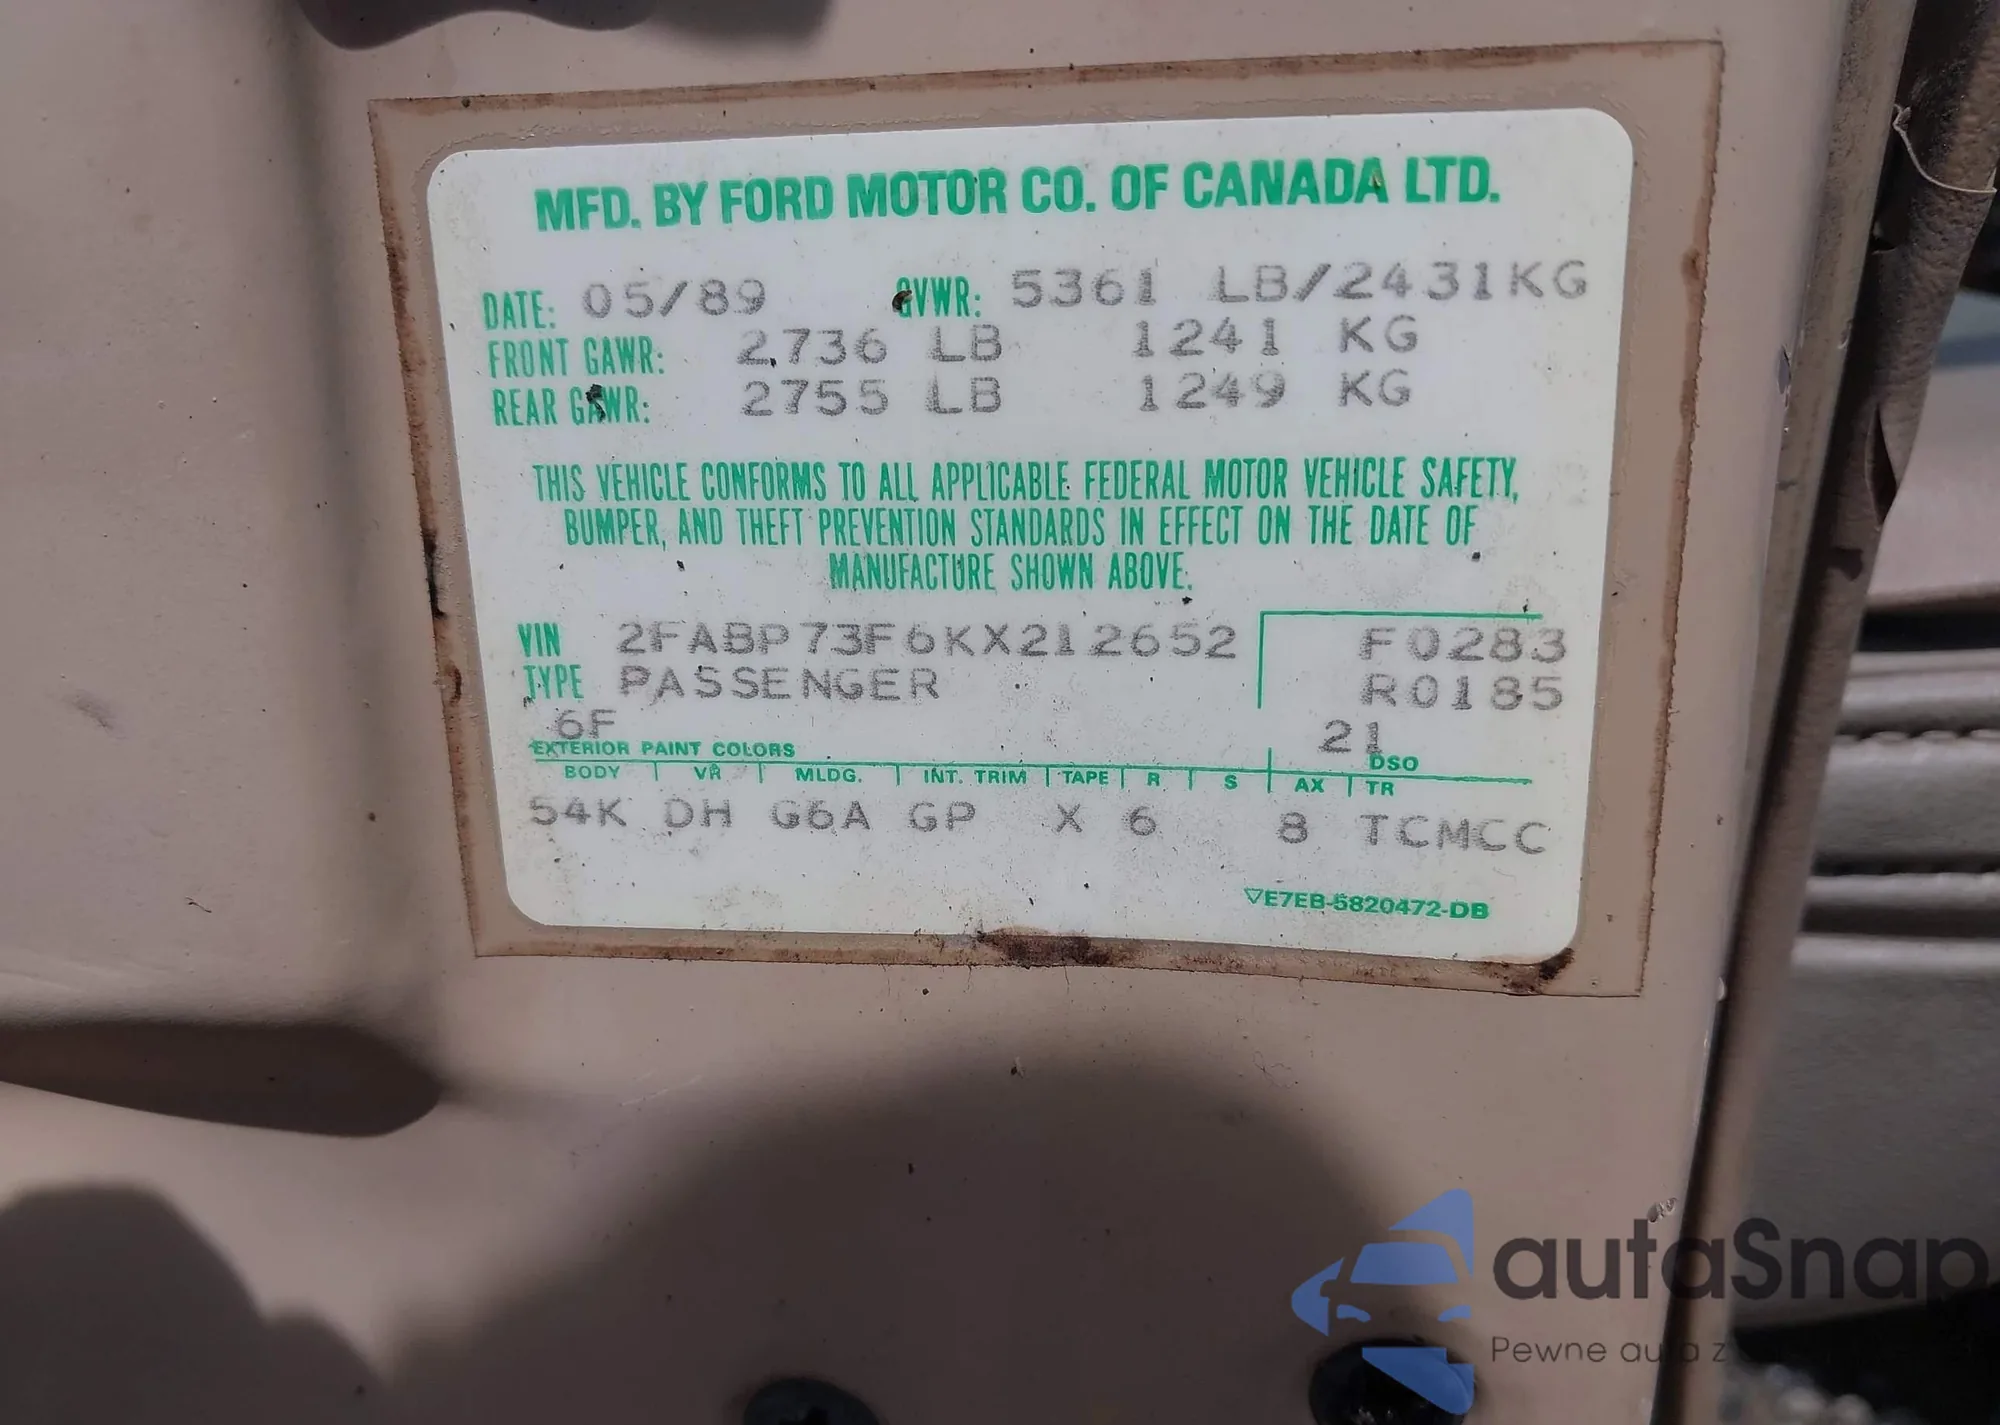 MFD. BY FORD MOTOR CO. OF CANADA LTD.
DATE: 05/89 GVWR: 5361 LB/2431KG
FRONT GAWR: 2736 LB 1241 KG
REAR GAWR: 2755 LB 1249 KG
THIS VEHICLE CONFORMS TO ALL APPLICABLE FEDERAL MOTOR VEHICLE SAFETY,
BUMPER, AND THEFT PREVENTION STANDARDS IN EFFECT ON THE DATE OF
MANUFACTURE SHOWN ABOVE.
VIN 2FABP73F6KX212652 F0283
TYPE PASSENGER R0185
6F 21
EXTERIOR PAINT COLORS DSO
BODY VR MLDG. INT. TRIM TAPE R S AX TR
54K DH G6A GP X 6 8 TCMCC
▽E7EB-5820472-DB
autaSnap
Pewne auta z